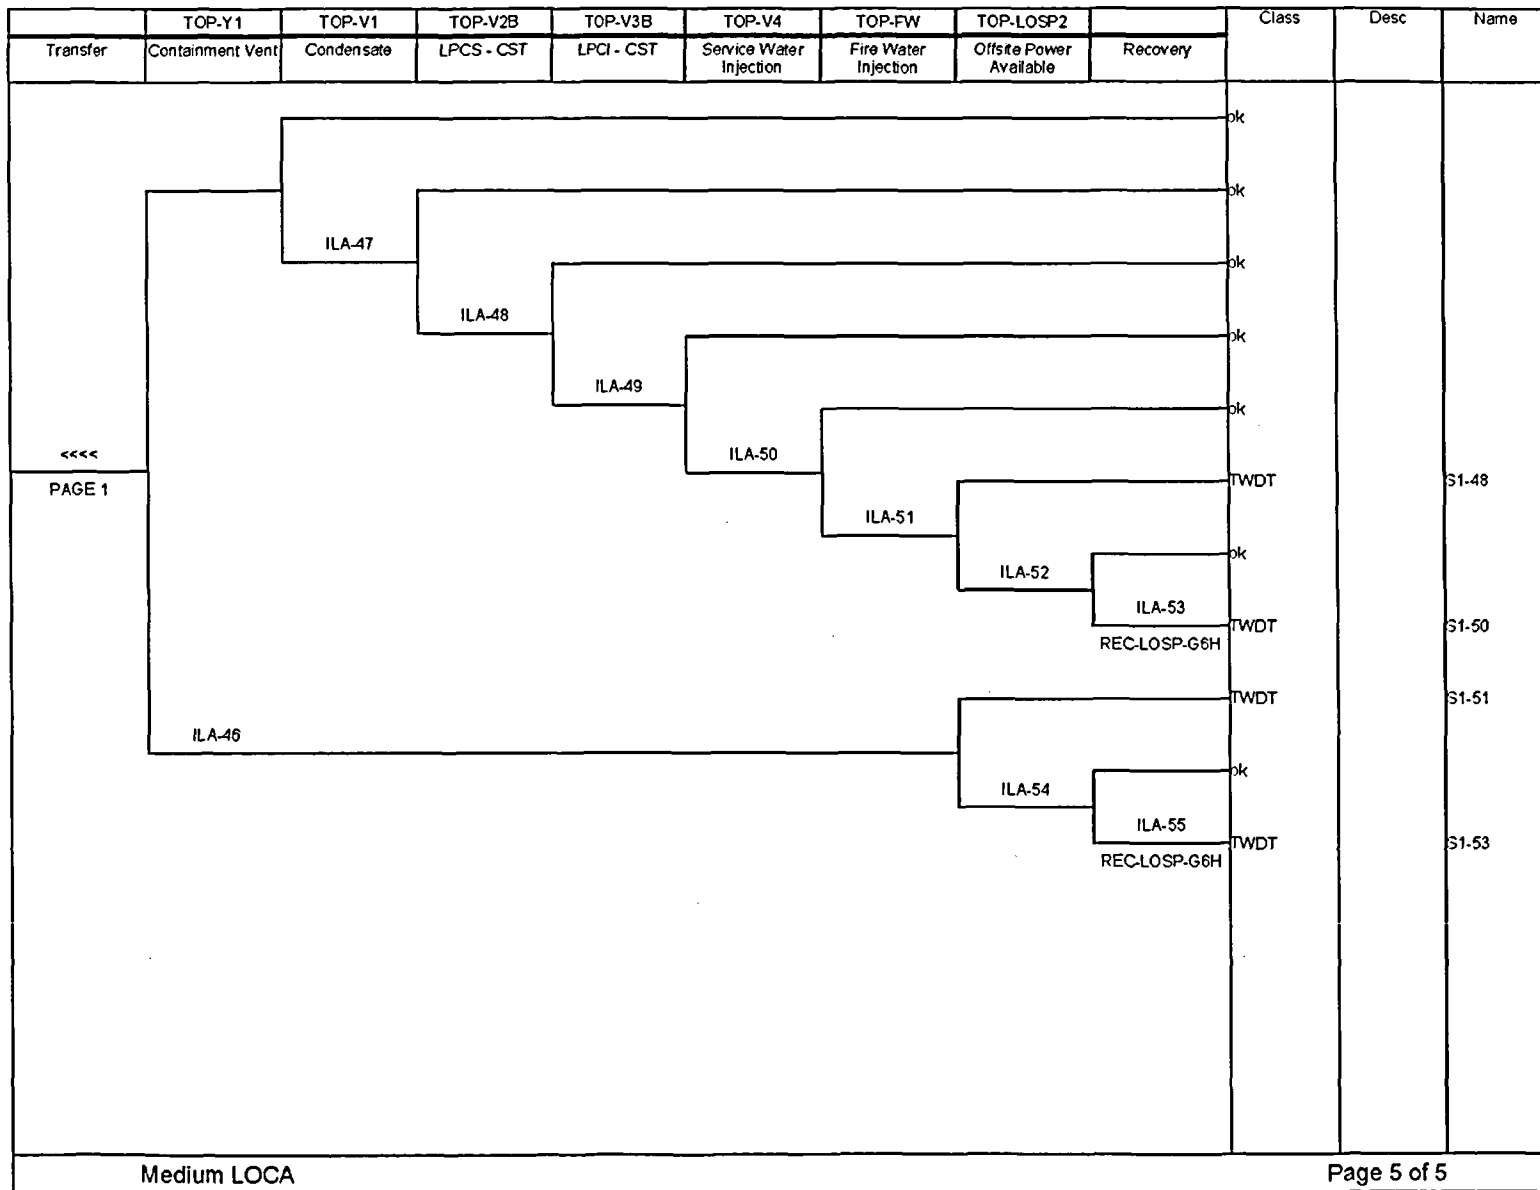 TOP-Y1 TOP-V1 TOP-V2B TOP-V3B TOP-V4 TOP-FW TOP-LOSP2 Class Desc Name
Transfer Containment Vent Condensate LPCS - CST LPCI - CST Service Water Injection Fire Water Injection Offsite Power Available Recovery
ok
ok
ILA-47
ok
ILA-48
ok
ILA-49
ok
<<<< ILA-50
PAGE 1 TWDT S1-48
ILA-51
ok
ILA-52
ILA-53
TWDT S1-50
REC-LOSP-G6H
TWDT S1-51
ILA-46
ok
ILA-54
ILA-55
TWDT S1-53
REC-LOSP-G6H
Medium LOCA Page 5 of 5